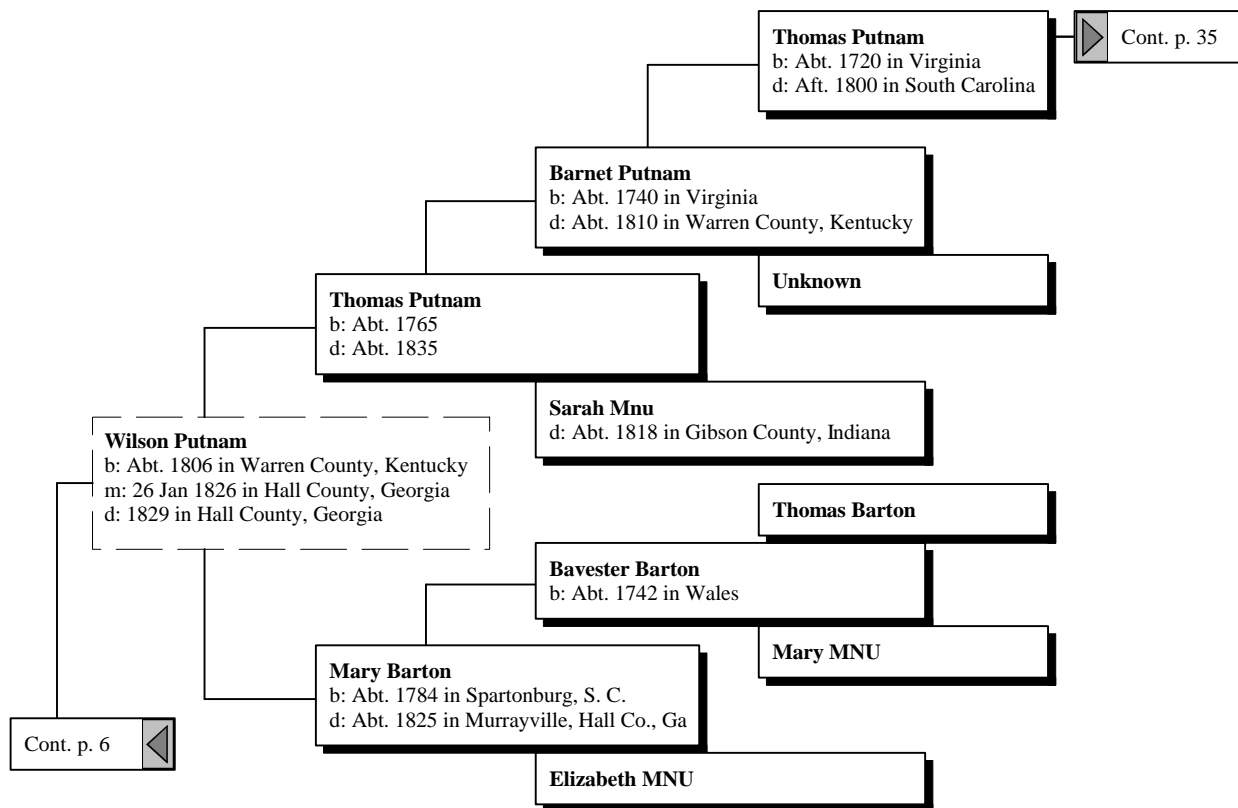 Thomas Putnam
b: Abt. 1720 in Virginia
d: Aft. 1800 in South Carolina
Cont. p. 35
Barnet Putnam
b: Abt. 1740 in Virginia
d: Abt. 1810 in Warren County, Kentucky
Unknown
Thomas Putnam
b: Abt. 1765
d: Abt. 1835
Sarah Mnu
d: Abt. 1818 in Gibson County, Indiana
Wilson Putnam
b: Abt. 1806 in Warren County, Kentucky
m: 26 Jan 1826 in Hall County, Georgia
d: 1829 in Hall County, Georgia
Thomas Barton
Bavester Barton
b: Abt. 1742 in Wales
Mary MNU
Mary Barton
b: Abt. 1784 in Spartonburg, S. C.
d: Abt. 1825 in Murrayville, Hall Co., Ga
Cont. p. 6
Elizabeth MNU